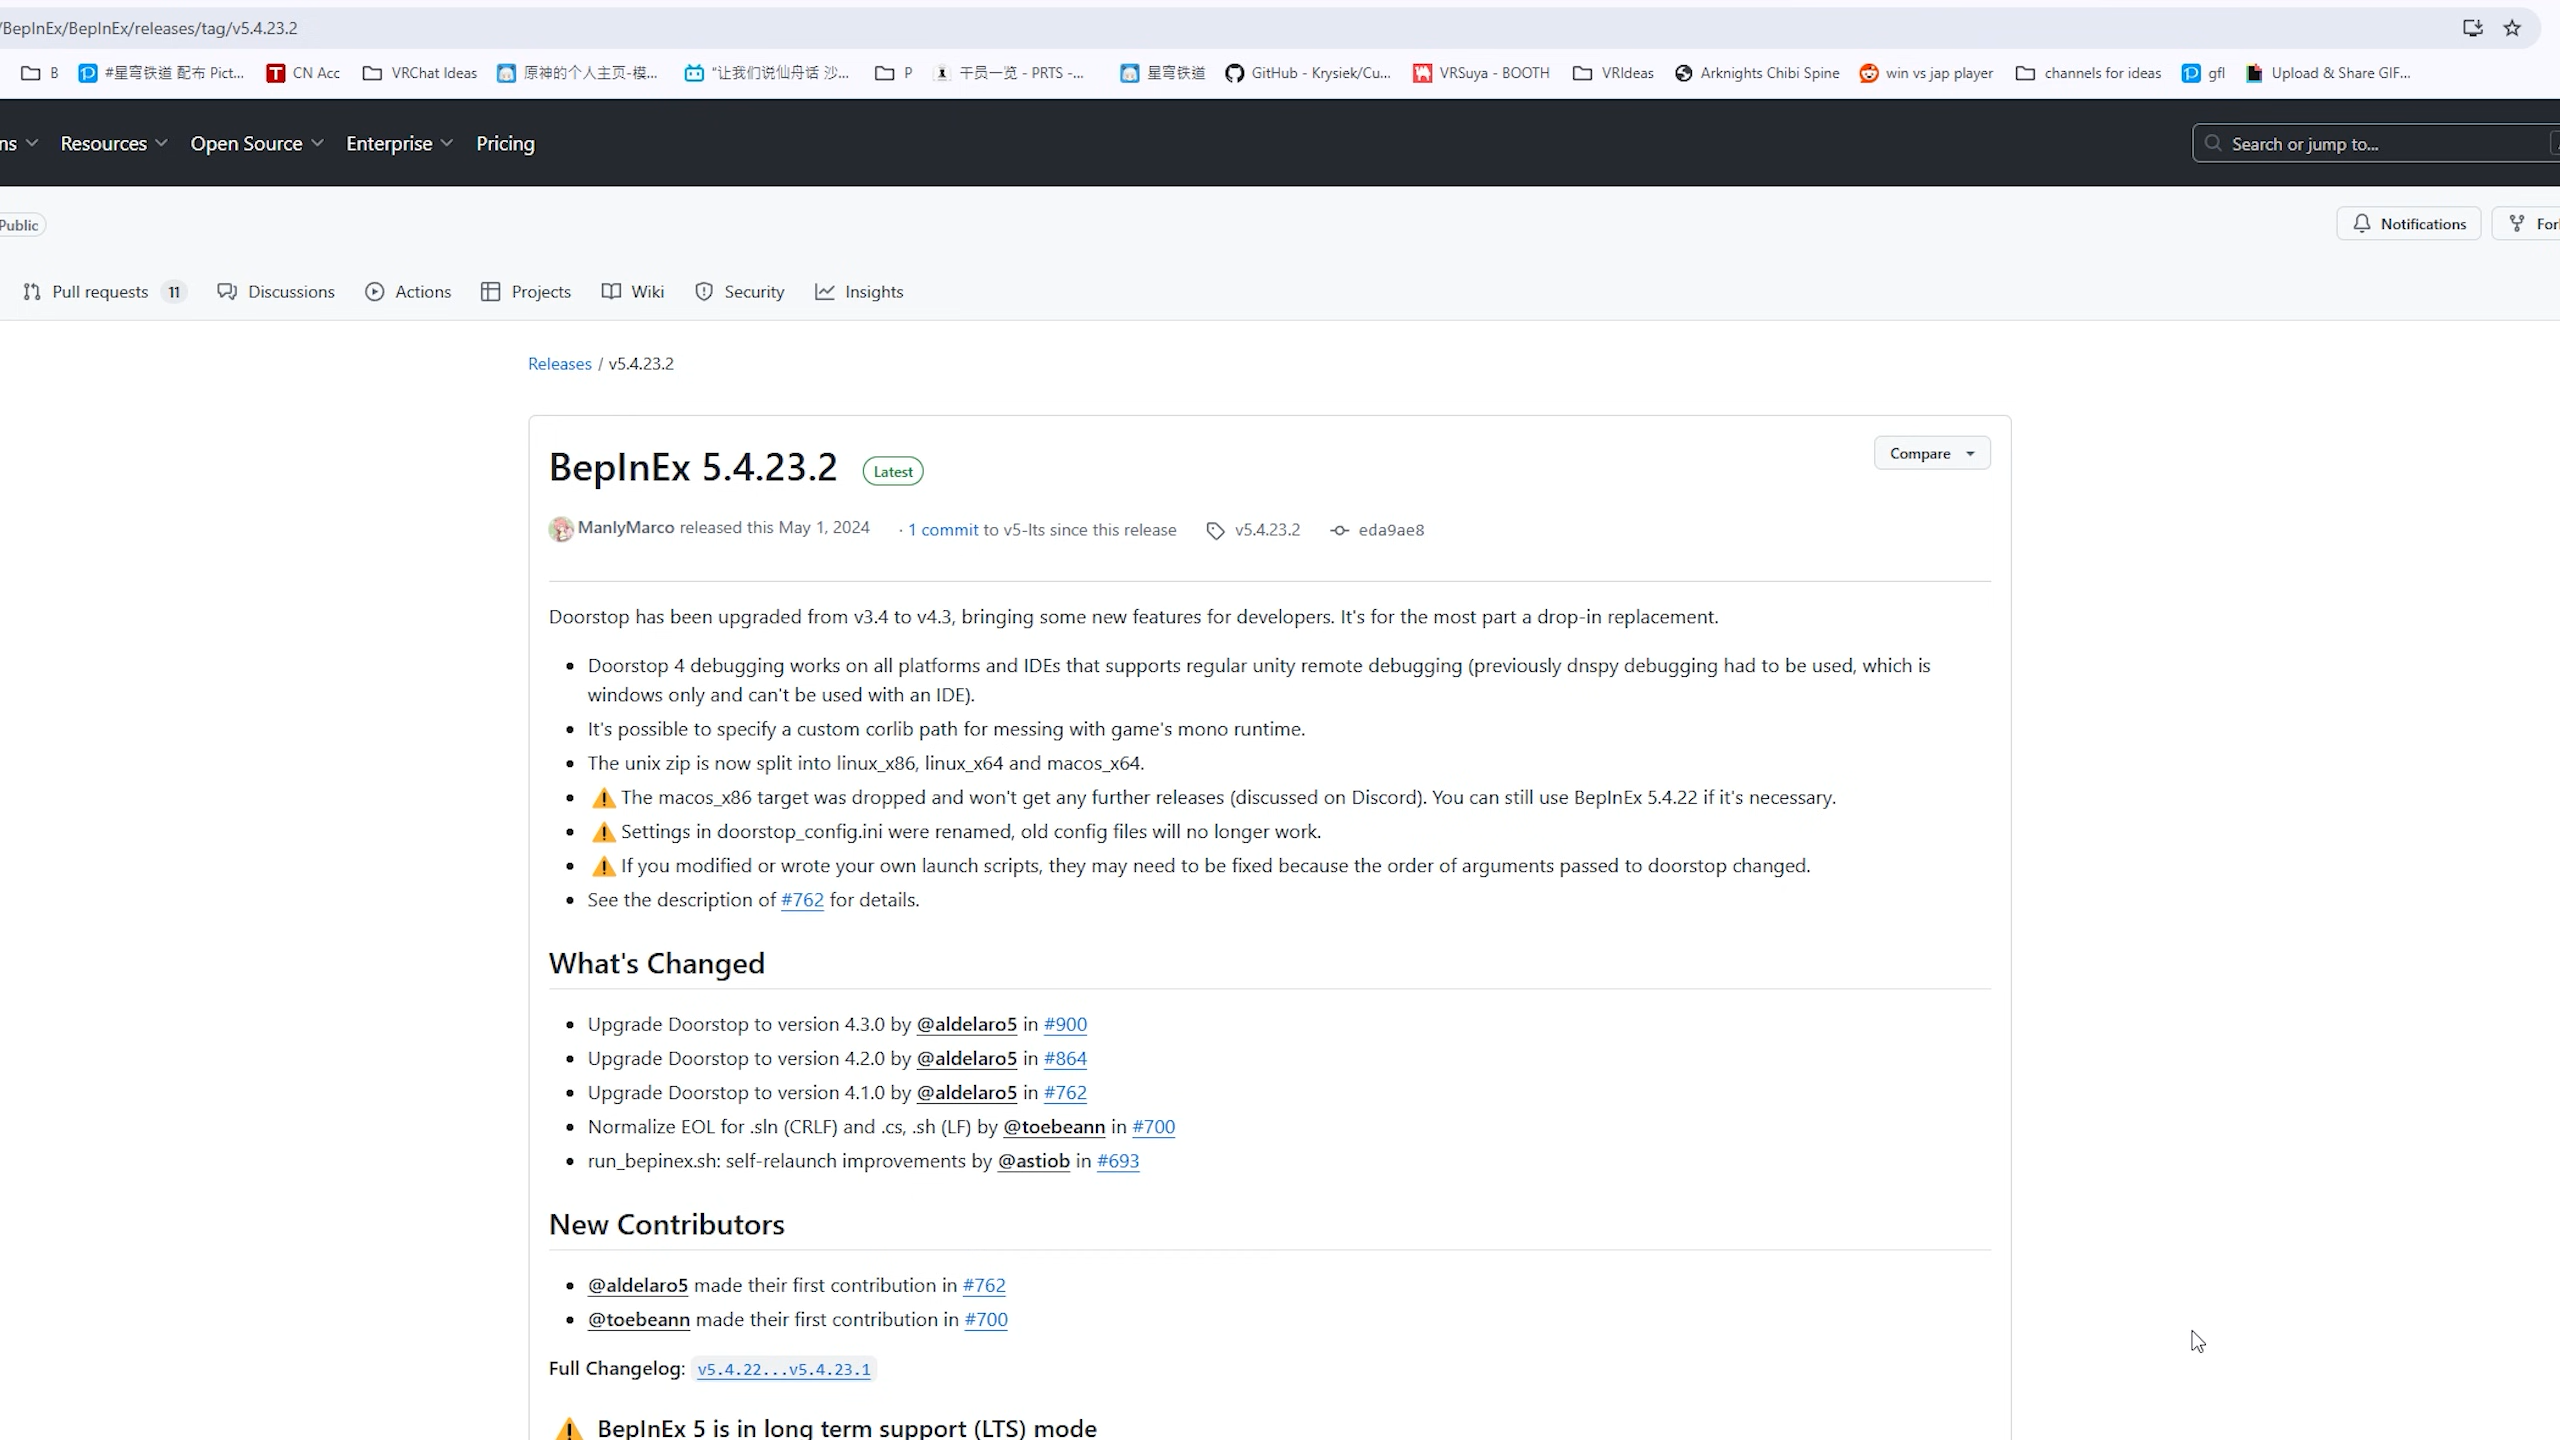 /BepInEx/BepInEx/releases/tag/v5.4.23.2
B #星穹铁道 配布 Pict... CN Acc VRChat Ideas 原神的个人主页-模... "让我们说仙舟话 沙... P 干员一览 - PRTS -... 星穹铁道 GitHub - Krysiek/Cu... VRSuya - BOOTH VRIdeas Arknights Chibi Spine win vs jap player channels for ideas gfl Upload & Share GIF...
ns Resources Open Source Enterprise Pricing Search or jump to...
Public Notifications For
Pull requests 11 Discussions Actions Projects Wiki Security Insights
Releases / v5.4.23.2
BepInEx 5.4.23.2 Latest Compare
ManlyMarco released this May 1, 2024 · 1 commit to v5-lts since this release v5.4.23.2 eda9ae8
Doorstop has been upgraded from v3.4 to v4.3, bringing some new features for developers. It's for the most part a drop-in replacement.
• Doorstop 4 debugging works on all platforms and IDEs that supports regular unity remote debugging (previously dnspy debugging had to be used, which is
windows only and can't be used with an IDE).
• It's possible to specify a custom corlib path for messing with game's mono runtime.
• The unix zip is now split into linux_x86, linux_x64 and macos_x64.
• ⚠️ The macos_x86 target was dropped and won't get any further releases (discussed on Discord). You can still use BepInEx 5.4.22 if it's necessary.
• ⚠️ Settings in doorstop_config.ini were renamed, old config files will no longer work.
• ⚠️ If you modified or wrote your own launch scripts, they may need to be fixed because the order of arguments passed to doorstop changed.
• See the description of #762 for details.
What's Changed
• Upgrade Doorstop to version 4.3.0 by @aldelaro5 in #900
• Upgrade Doorstop to version 4.2.0 by @aldelaro5 in #864
• Upgrade Doorstop to version 4.1.0 by @aldelaro5 in #762
• Normalize EOL for .sln (CRLF) and .cs, .sh (LF) by @toebeann in #700
• run_bepinex.sh: self-relaunch improvements by @astiob in #693
New Contributors
• @aldelaro5 made their first contribution in #762
• @toebeann made their first contribution in #700
Full Changelog: v5.4.22...v5.4.23.1
⚠️ BepInEx 5 is in long term support (LTS) mode